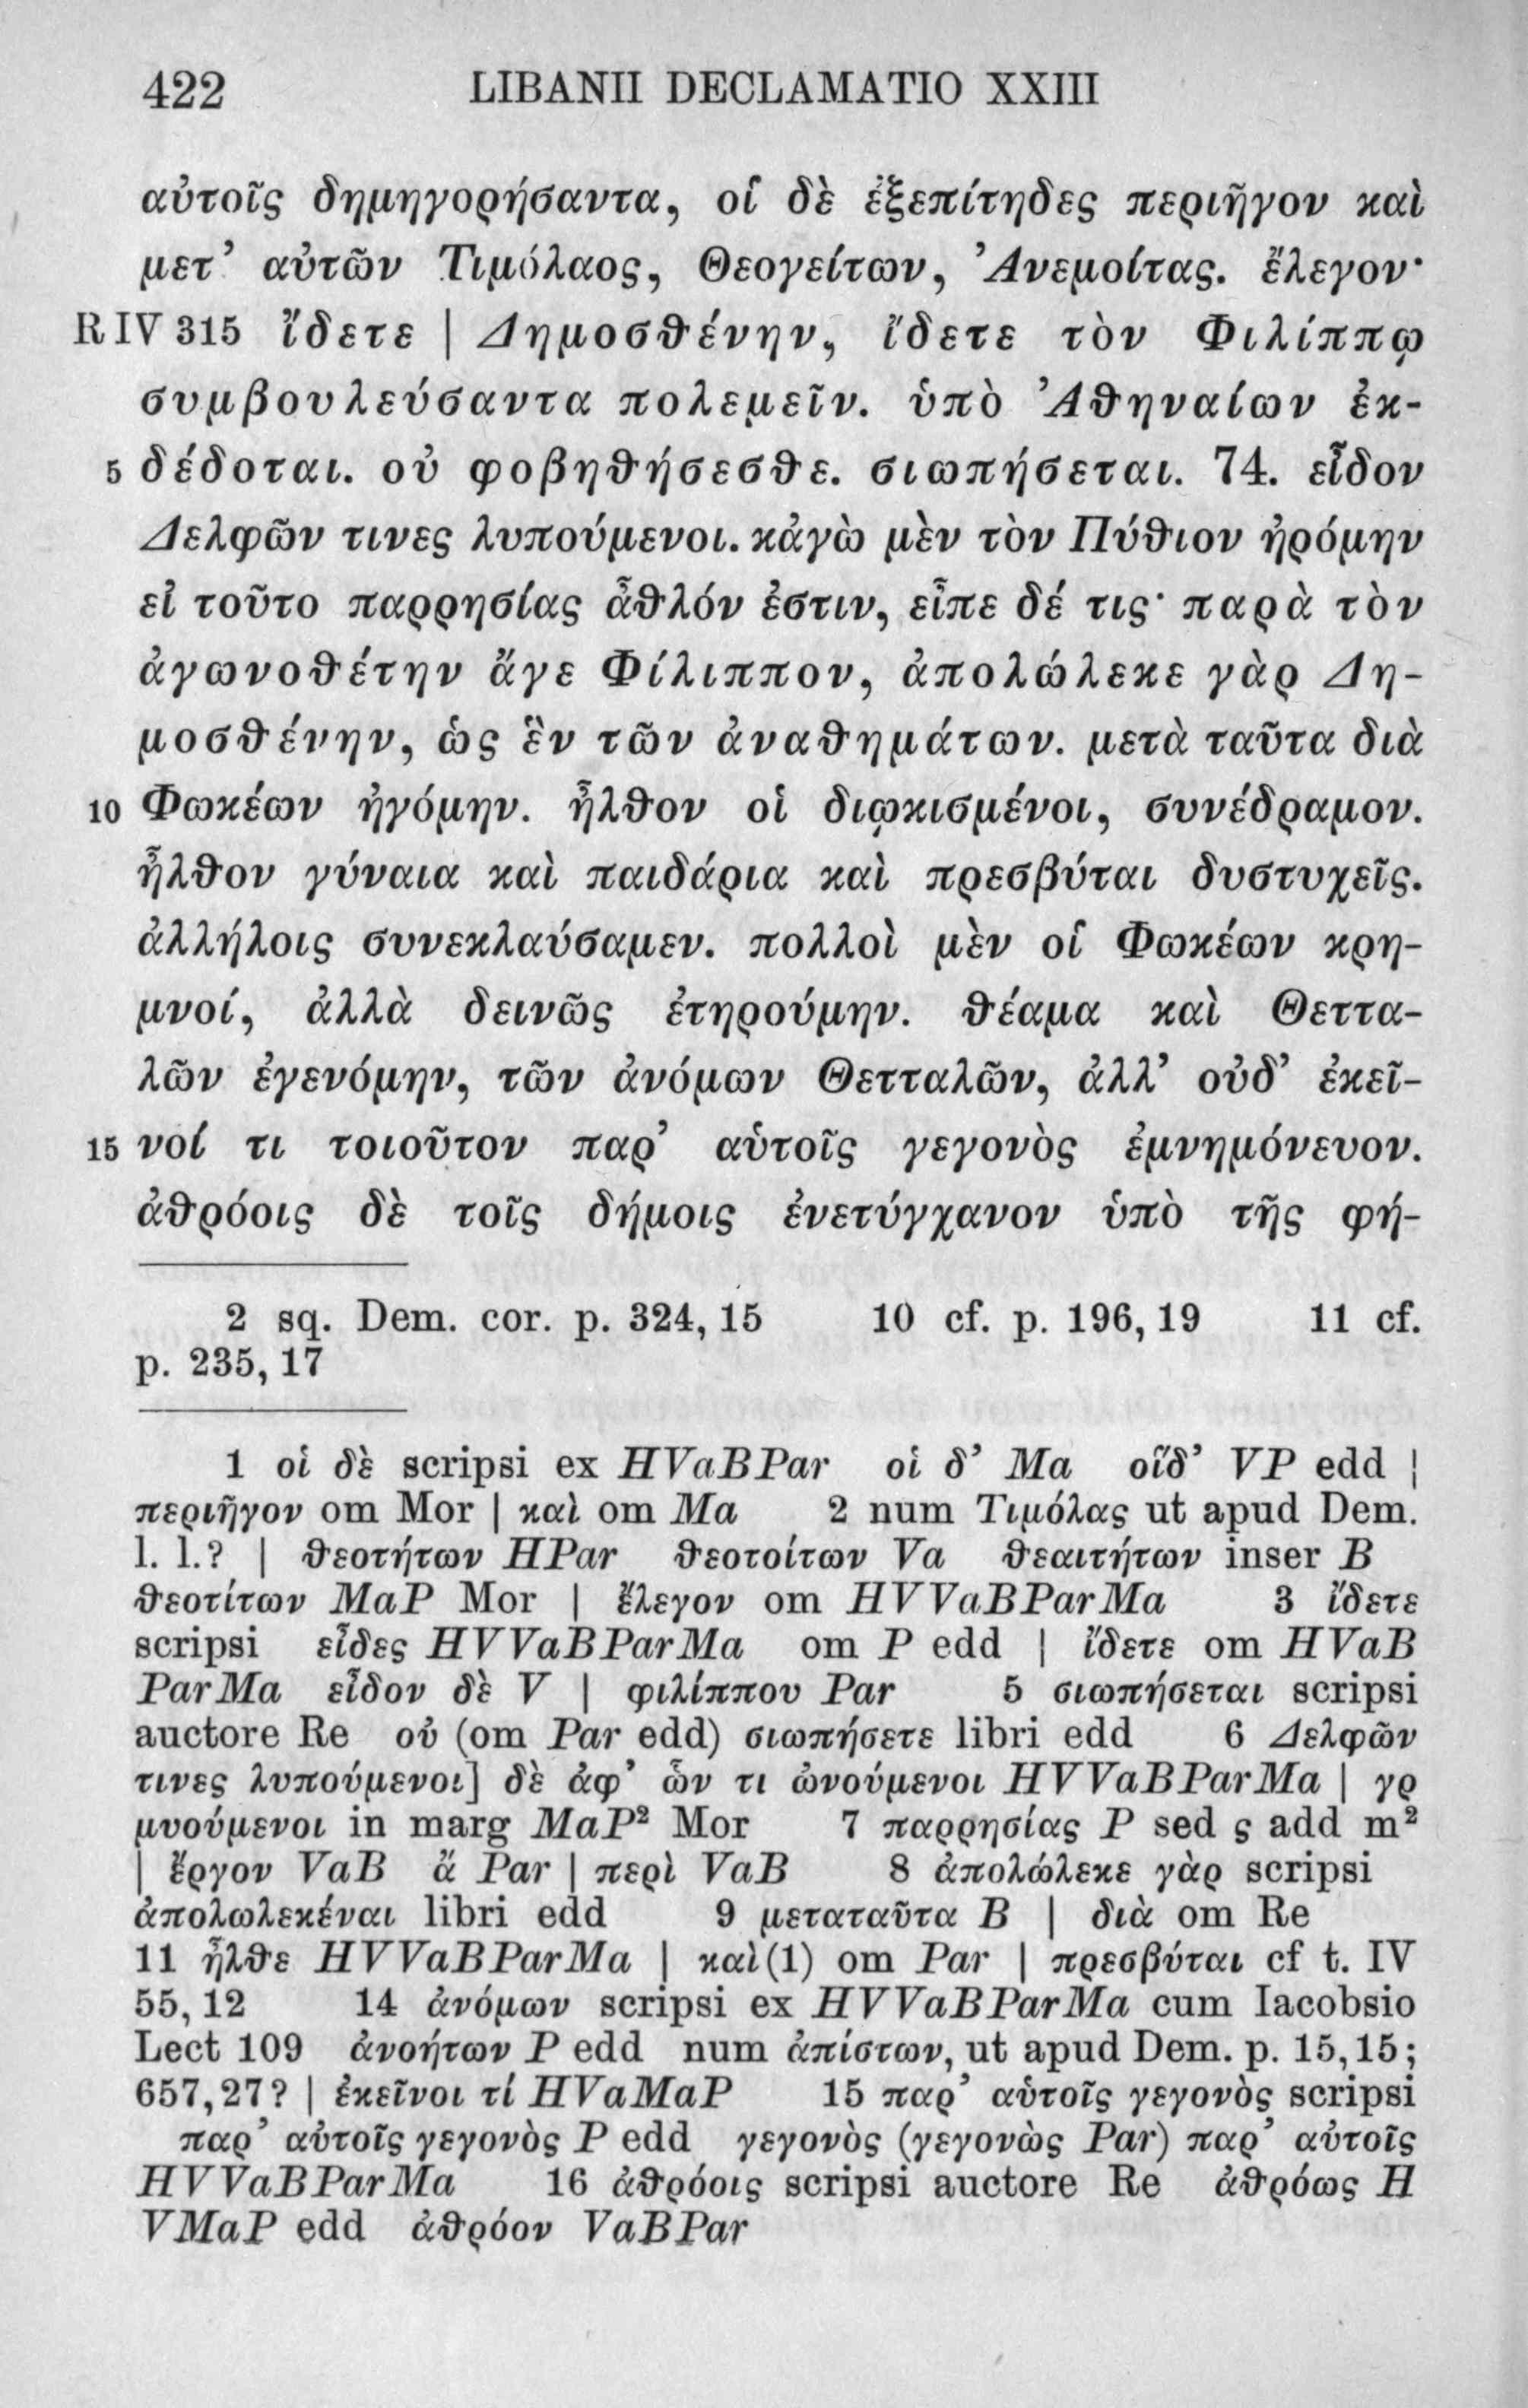 422 LIBANII DECLAMATIO XXIII
αὐτοῖς δημηγορήσαντα, οἱ δὲ ἐξεπίτηδες περιῆγον καὶ
μετ᾽ αὐτῶν Τιμόλαος, Θεογείτων, Ἀνεμοίτας. ἔλεγον·
R IV 315 ἴδετε | Δημοσθένην, ἴδετε τὸν Φιλίππῳ
συμβουλεύσαντα πολεμεῖν. ὑπὸ Ἀθηναίων ἐκ-
5 δέδοται. οὐ φοβηθήσεσθε. σιωπήσεται. 74. εἶδον
Δελφῶν τινες λυπούμενοι. κἀγὼ μὲν τὸν Πύθιον ἠρόμην
εἰ τοῦτο παρρησίας ἆθλόν ἐστιν, εἶπε δέ τις· παρὰ τὸν
ἀγωνοθέτην ἄγε Φίλιππον, ἀπολώλεκε γὰρ Δη-
μοσθένην, ὡς ἓν τῶν ἀναθημάτων. μετὰ ταῦτα διὰ
10 Φωκέων ἠγόμην. ἦλθον οἱ διῳκισμένοι, συνέδραμον.
ἦλθον γύναια καὶ παιδάρια καὶ πρεσβύται δυστυχεῖς.
ἀλλήλοις συνεκλαύσαμεν. πολλοὶ μὲν οἱ Φωκέων κρη-
μνοί, ἀλλὰ δεινῶς ἐτηρούμην. θέαμα καὶ Θεττα-
λῶν ἐγενόμην, τῶν ἀνόμων Θετταλῶν, ἀλλ᾽ οὐδ᾽ ἐκεῖ-
15 νοί τι τοιοῦτον παρ᾽ αὑτοῖς γεγονὸς ἐμνημόνευον.
ἀθρόοις δὲ τοῖς δήμοις ἐνετύγχανον ὑπὸ τῆς φή-
2 sq. Dem. cor. p. 324, 15 10 cf. p. 196, 19 11 cf.
p. 235, 17
1 οἱ δὲ scripsi ex HVaBPar οἱ δ᾽ Ma οἵδ᾽ VP edd |
περιῆγον om Mor | καὶ om Ma 2 num Τιμόλας ut apud Dem.
l. l.? | θεοτήτων HPar θεοτοίτων Va θεαιτήτων inser B
θεοτίτων MaP Mor | ἔλεγον om HVVaBParMa 3 ἴδετε
scripsi εἶδες HVVaBParMa om P edd | ἴδετε om HVaB
ParMa εἶδον δὲ V | φιλίππου Par 5 σιωπήσεται scripsi
auctore Re οὐ (om Par edd) σιωπήσετε libri edd 6 Δελφῶν
τινες λυπούμενοι] δὲ ἀφ᾽ ὧν τι ὠνούμενοι HVVaBParMa | γρ
μνούμενοι in marg MaP² Mor 7 παρρησίας P sed ς add m²
| ἔργον VaB ἄ Par | περὶ VaB 8 ἀπολώλεκε γὰρ scripsi
ἀπολωλεκέναι libri edd 9 μεταταῦτα B | διὰ om Re
11 ἦλθε HVVaBParMa | καὶ(1) om Par | πρεσβύται cf t. IV
55, 12 14 ἀνόμων scripsi ex HVVaBParMa cum Iacobsio
Lect 109 ἀνοήτων P edd num ἀπίστων, ut apud Dem. p. 15, 15;
657, 27? | ἐκεῖνοι τί HVaMaP 15 παρ᾽ αὑτοῖς γεγονὸς scripsi
παρ᾽ αὐτοῖς γεγονὸς P edd γεγονὸς (γεγονὼς Par) παρ᾽ αὐτοῖς
HVVaBParMa 16 ἀθρόοις scripsi auctore Re ἀθρόως H
VMaP edd ἀθρόον VaBPar